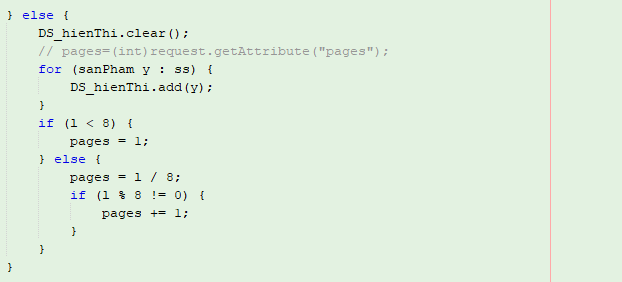 } else {
    DS_hienThi.clear();
    // pages=(int)request.getAttribute("pages");
    for (sanPham y : ss) {
        DS_hienThi.add(y);
    }
    if (l < 8) {
        pages = 1;
    } else {
        pages = l / 8;
        if (l % 8 != 0) {
            pages += 1;
        }
    }
}